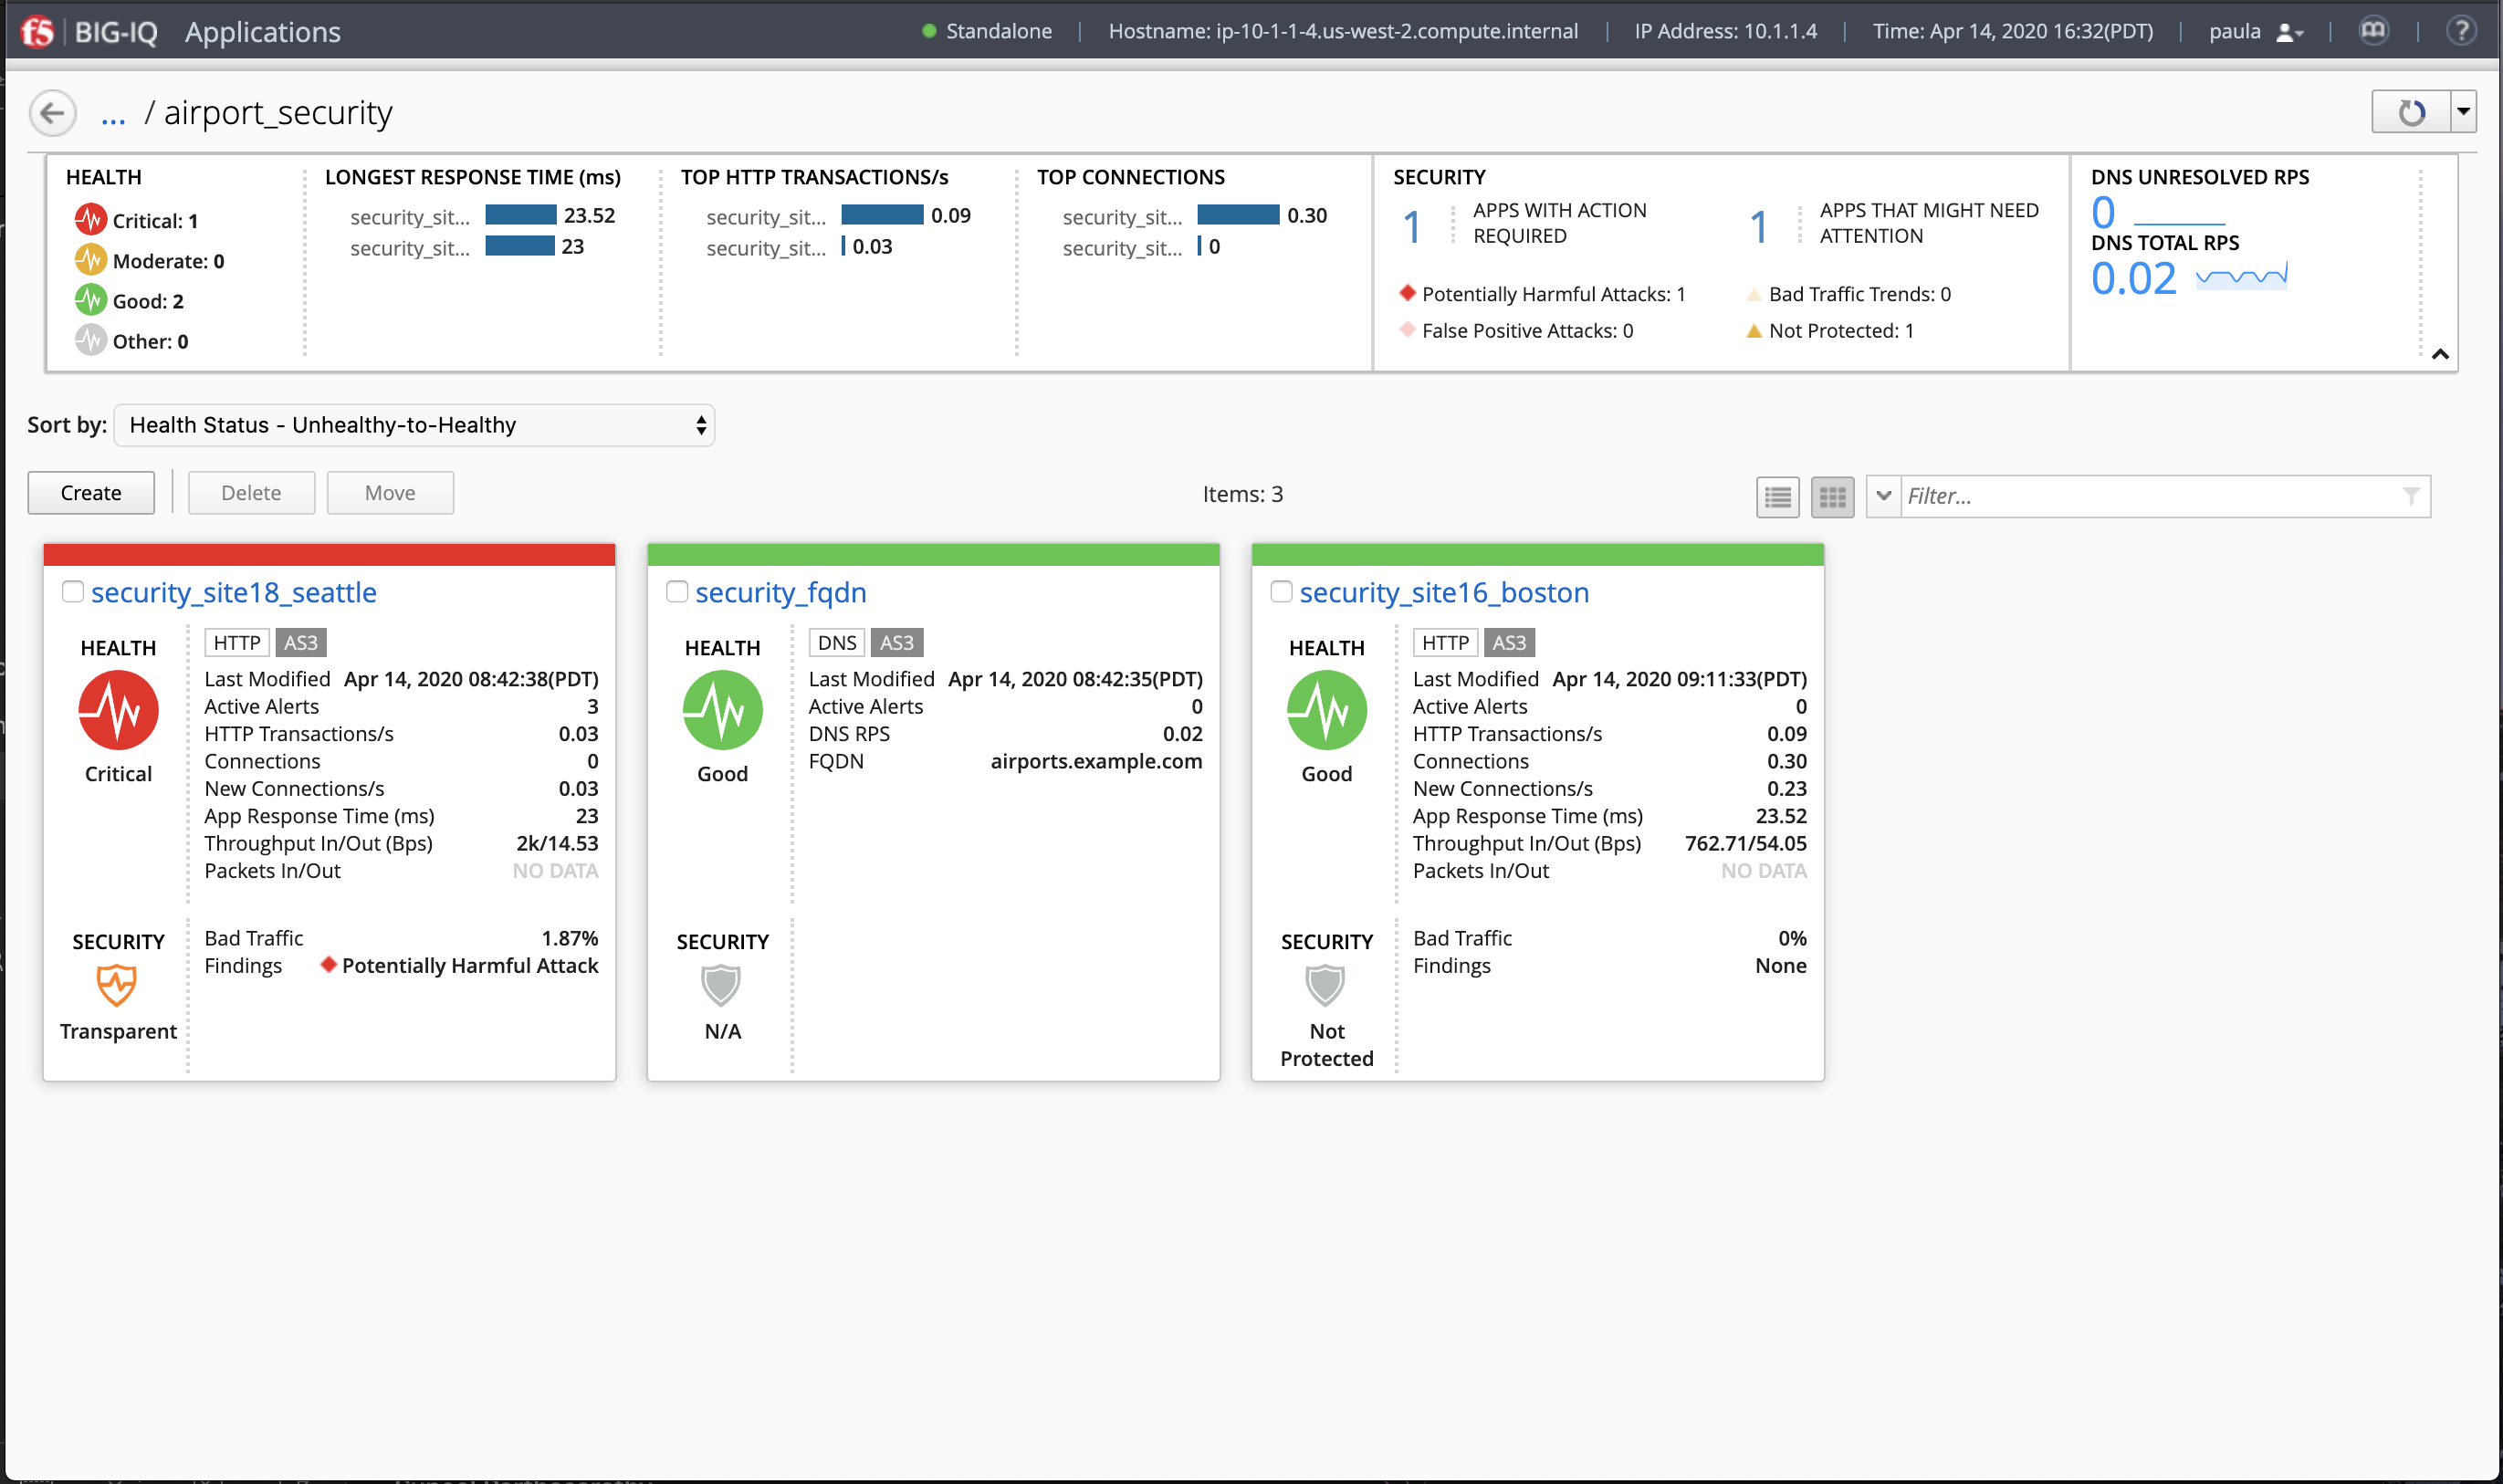 f5 BIG-IQ Applications Standalone Hostname: ip-10-1-1-4.us-west-2.compute.internal IP Address: 10.1.1.4 Time: Apr 14, 2020 16:32(PDT) paula ?
... / airport_security
HEALTH
Critical: 1
Moderate: 0
Good: 2
Other: 0
LONGEST RESPONSE TIME (ms)
security_sit... 23.52
security_sit... 23
TOP HTTP TRANSACTIONS/s
security_sit... 0.09
security_sit... 0.03
TOP CONNECTIONS
security_sit... 0.30
security_sit... 0
SECURITY
1 APPS WITH ACTION
REQUIRED
Potentially Harmful Attacks: 1
False Positive Attacks: 0
1 APPS THAT MIGHT NEED
ATTENTION
Bad Traffic Trends: 0
Not Protected: 1
DNS UNRESOLVED RPS
0
DNS TOTAL RPS
0.02
Sort by: Health Status - Unhealthy-to-Healthy
Create Delete Move Items: 3 Filter...
security_site18_seattle
HEALTH
Critical
HTTP AS3
Last Modified Apr 14, 2020 08:42:38(PDT)
Active Alerts 3
HTTP Transactions/s 0.03
Connections 0
New Connections/s 0.03
App Response Time (ms) 23
Throughput In/Out (Bps) 2k/14.53
Packets In/Out NO DATA
SECURITY
Transparent
Bad Traffic 1.87%
Findings Potentially Harmful Attack
security_fqdn
HEALTH
Good
DNS AS3
Last Modified Apr 14, 2020 08:42:35(PDT)
Active Alerts 0
DNS RPS 0.02
FQDN airports.example.com
SECURITY
N/A
security_site16_boston
HEALTH
Good
HTTP AS3
Last Modified Apr 14, 2020 09:11:33(PDT)
Active Alerts 0
HTTP Transactions/s 0.09
Connections 0.30
New Connections/s 0.23
App Response Time (ms) 23.52
Throughput In/Out (Bps) 762.71/54.05
Packets In/Out NO DATA
SECURITY
Not
Protected
Bad Traffic 0%
Findings None